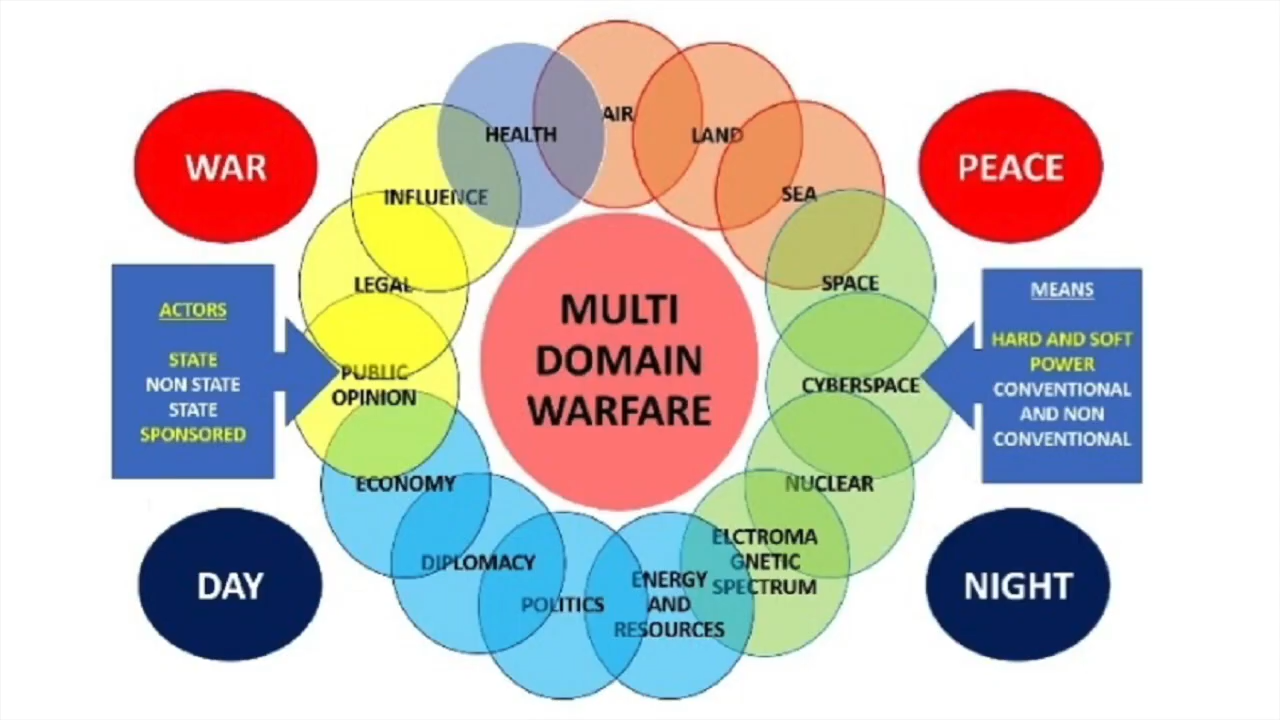 WAR
PEACE
HEALTH
AIR
LAND
SEA
SPACE
CYBERSPACE
NUCLEAR
ELCTROMA
GNETIC
SPECTRUM
ENERGY
AND
RESOURCES
POLITICS
DIPLOMACY
ECONOMY
PUBLIC
OPINION
LEGAL
INFLUENCE
MULTI
DOMAIN
WARFARE
ACTORS
STATE
NON STATE
STATE
SPONSORED
MEANS
HARD AND SOFT
POWER
CONVENTIONAL
AND NON
CONVENTIONAL
DAY
NIGHT